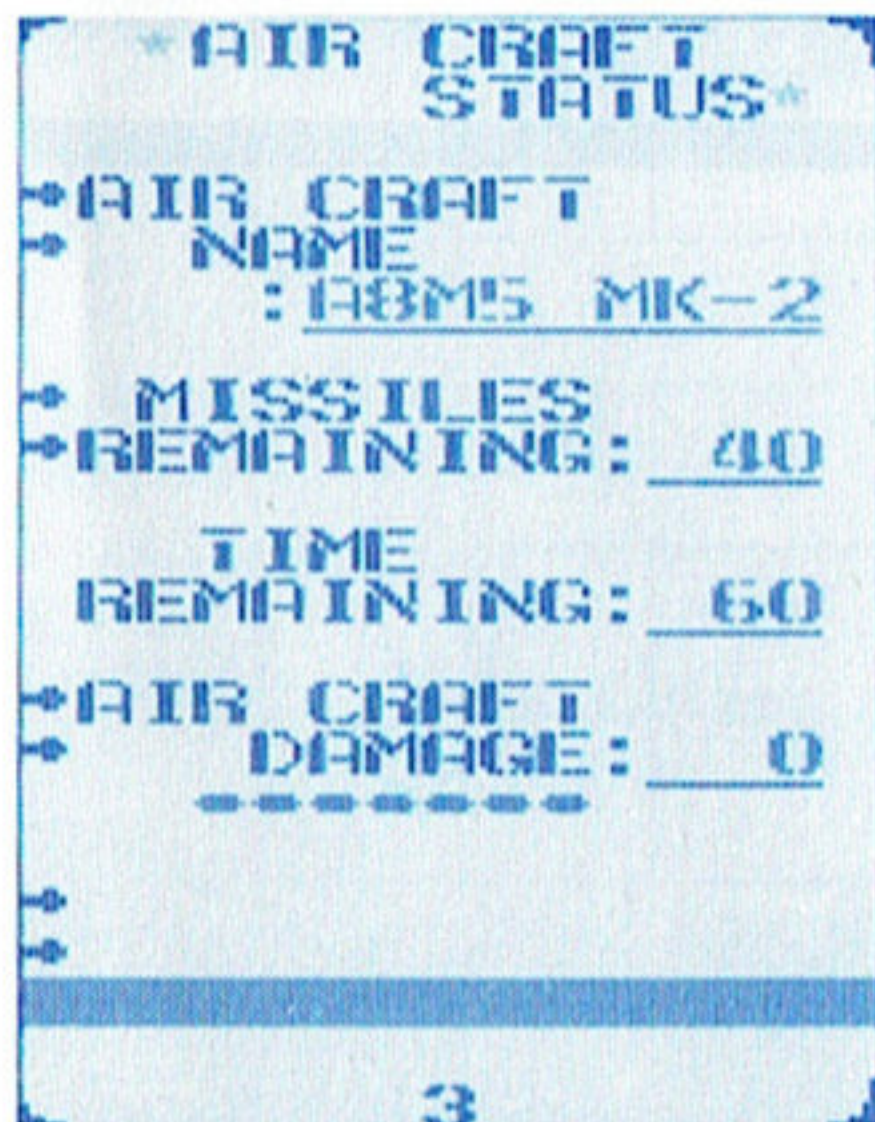 *AIR CRAFT
STATUS*
AIR CRAFT
NAME
:ABM5 MK-2
MISSILES
REMAINING: 40
TIME
REMAINING: 60
AIR CRAFT
DAMAGE: 0
3